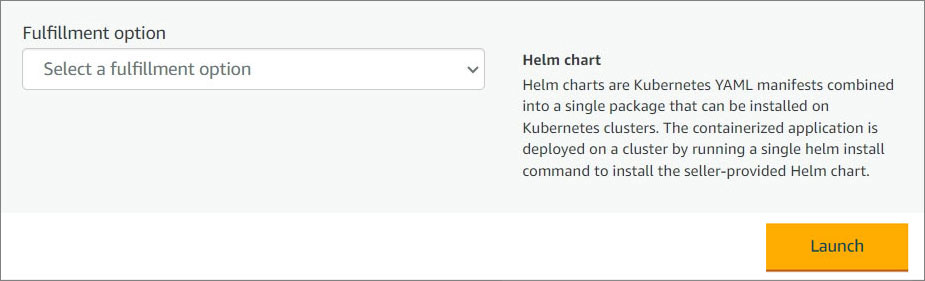 Fulfillment option
Select a fulfillment option
Helm chart
Helm charts are Kubernetes YAML manifests combined
into a single package that can be installed on
Kubernetes clusters. The containerized application is
deployed on a cluster by running a single helm install
command to install the seller-provided Helm chart.
Launch